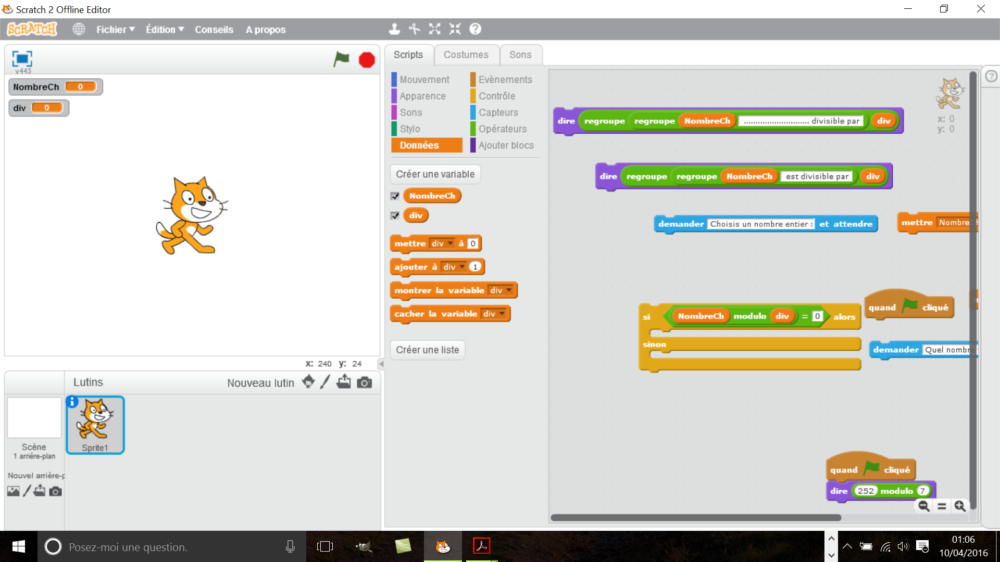 Scratch 2 Offline Editor
SCRATCH Fichier Édition Conseils A propos
v443
NombreCh 0
div 0
x: 240 y: 24
Lutins Nouveau lutin
Scène
1 arrière-plan
Nouvel arrière-p
Sprite1
Scripts Costumes Sons
Mouvement Evènements
Apparence Contrôle
Sons Capteurs
Stylo Opérateurs
Données Ajouter blocs
Créer une variable
NombreCh
div
mettre div à 0
ajouter à div 1
montrer la variable div
cacher la variable div
Créer une liste
x: 0
y: 0
dire regroupe regroupe NombreCh ............................ divisible par div
dire regroupe regroupe NombreCh est divisible par div
demander Choisis un nombre entier : et attendre
mettre NombreCh
si NombreCh modulo div = 0 alors
sinon
quand cliqué
demander Quel nombre
quand cliqué
dire 252 modulo 7
Posez-moi une question.
01:06
10/04/2016